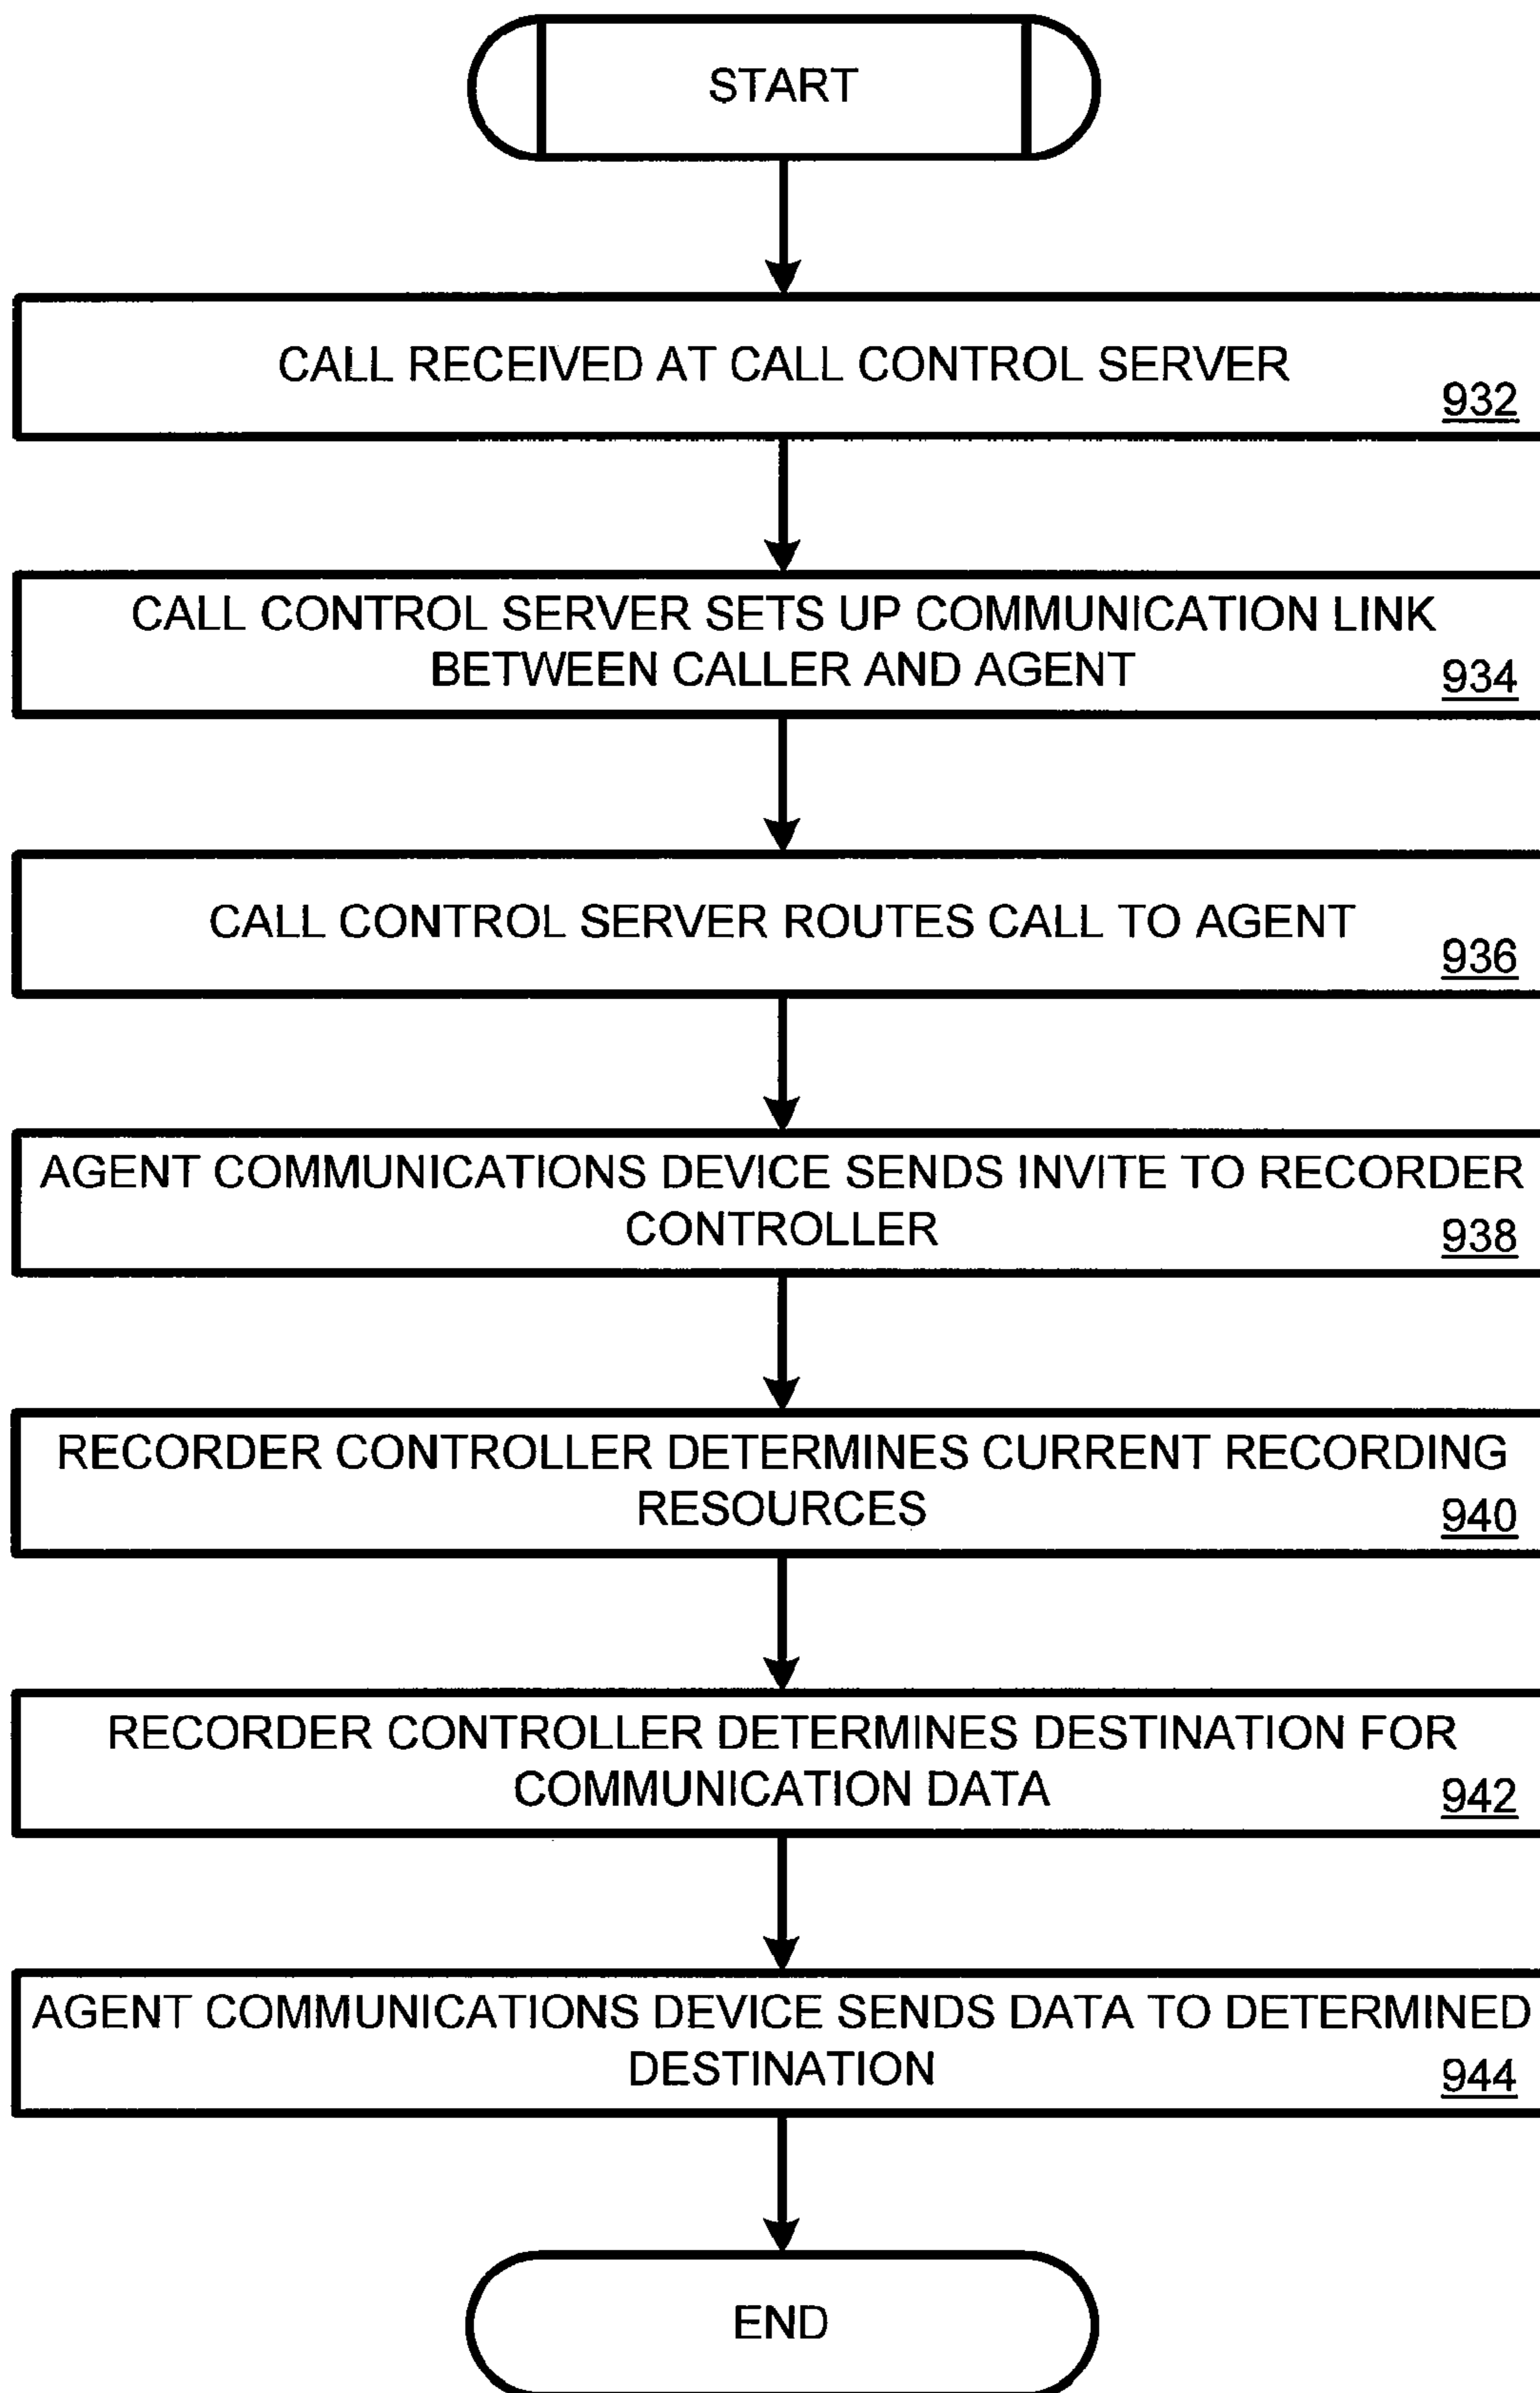 START
CALL RECEIVED AT CALL CONTROL SERVER
932
CALL CONTROL SERVER SETS UP COMMUNICATION LINK
BETWEEN CALLER AND AGENT
934
CALL CONTROL SERVER ROUTES CALL TO AGENT
936
AGENT COMMUNICATIONS DEVICE SENDS INVITE TO RECORDER
CONTROLLER
938
RECORDER CONTROLLER DETERMINES CURRENT RECORDING
RESOURCES
940
RECORDER CONTROLLER DETERMINES DESTINATION FOR
COMMUNICATION DATA
942
AGENT COMMUNICATIONS DEVICE SENDS DATA TO DETERMINED
DESTINATION
944
END